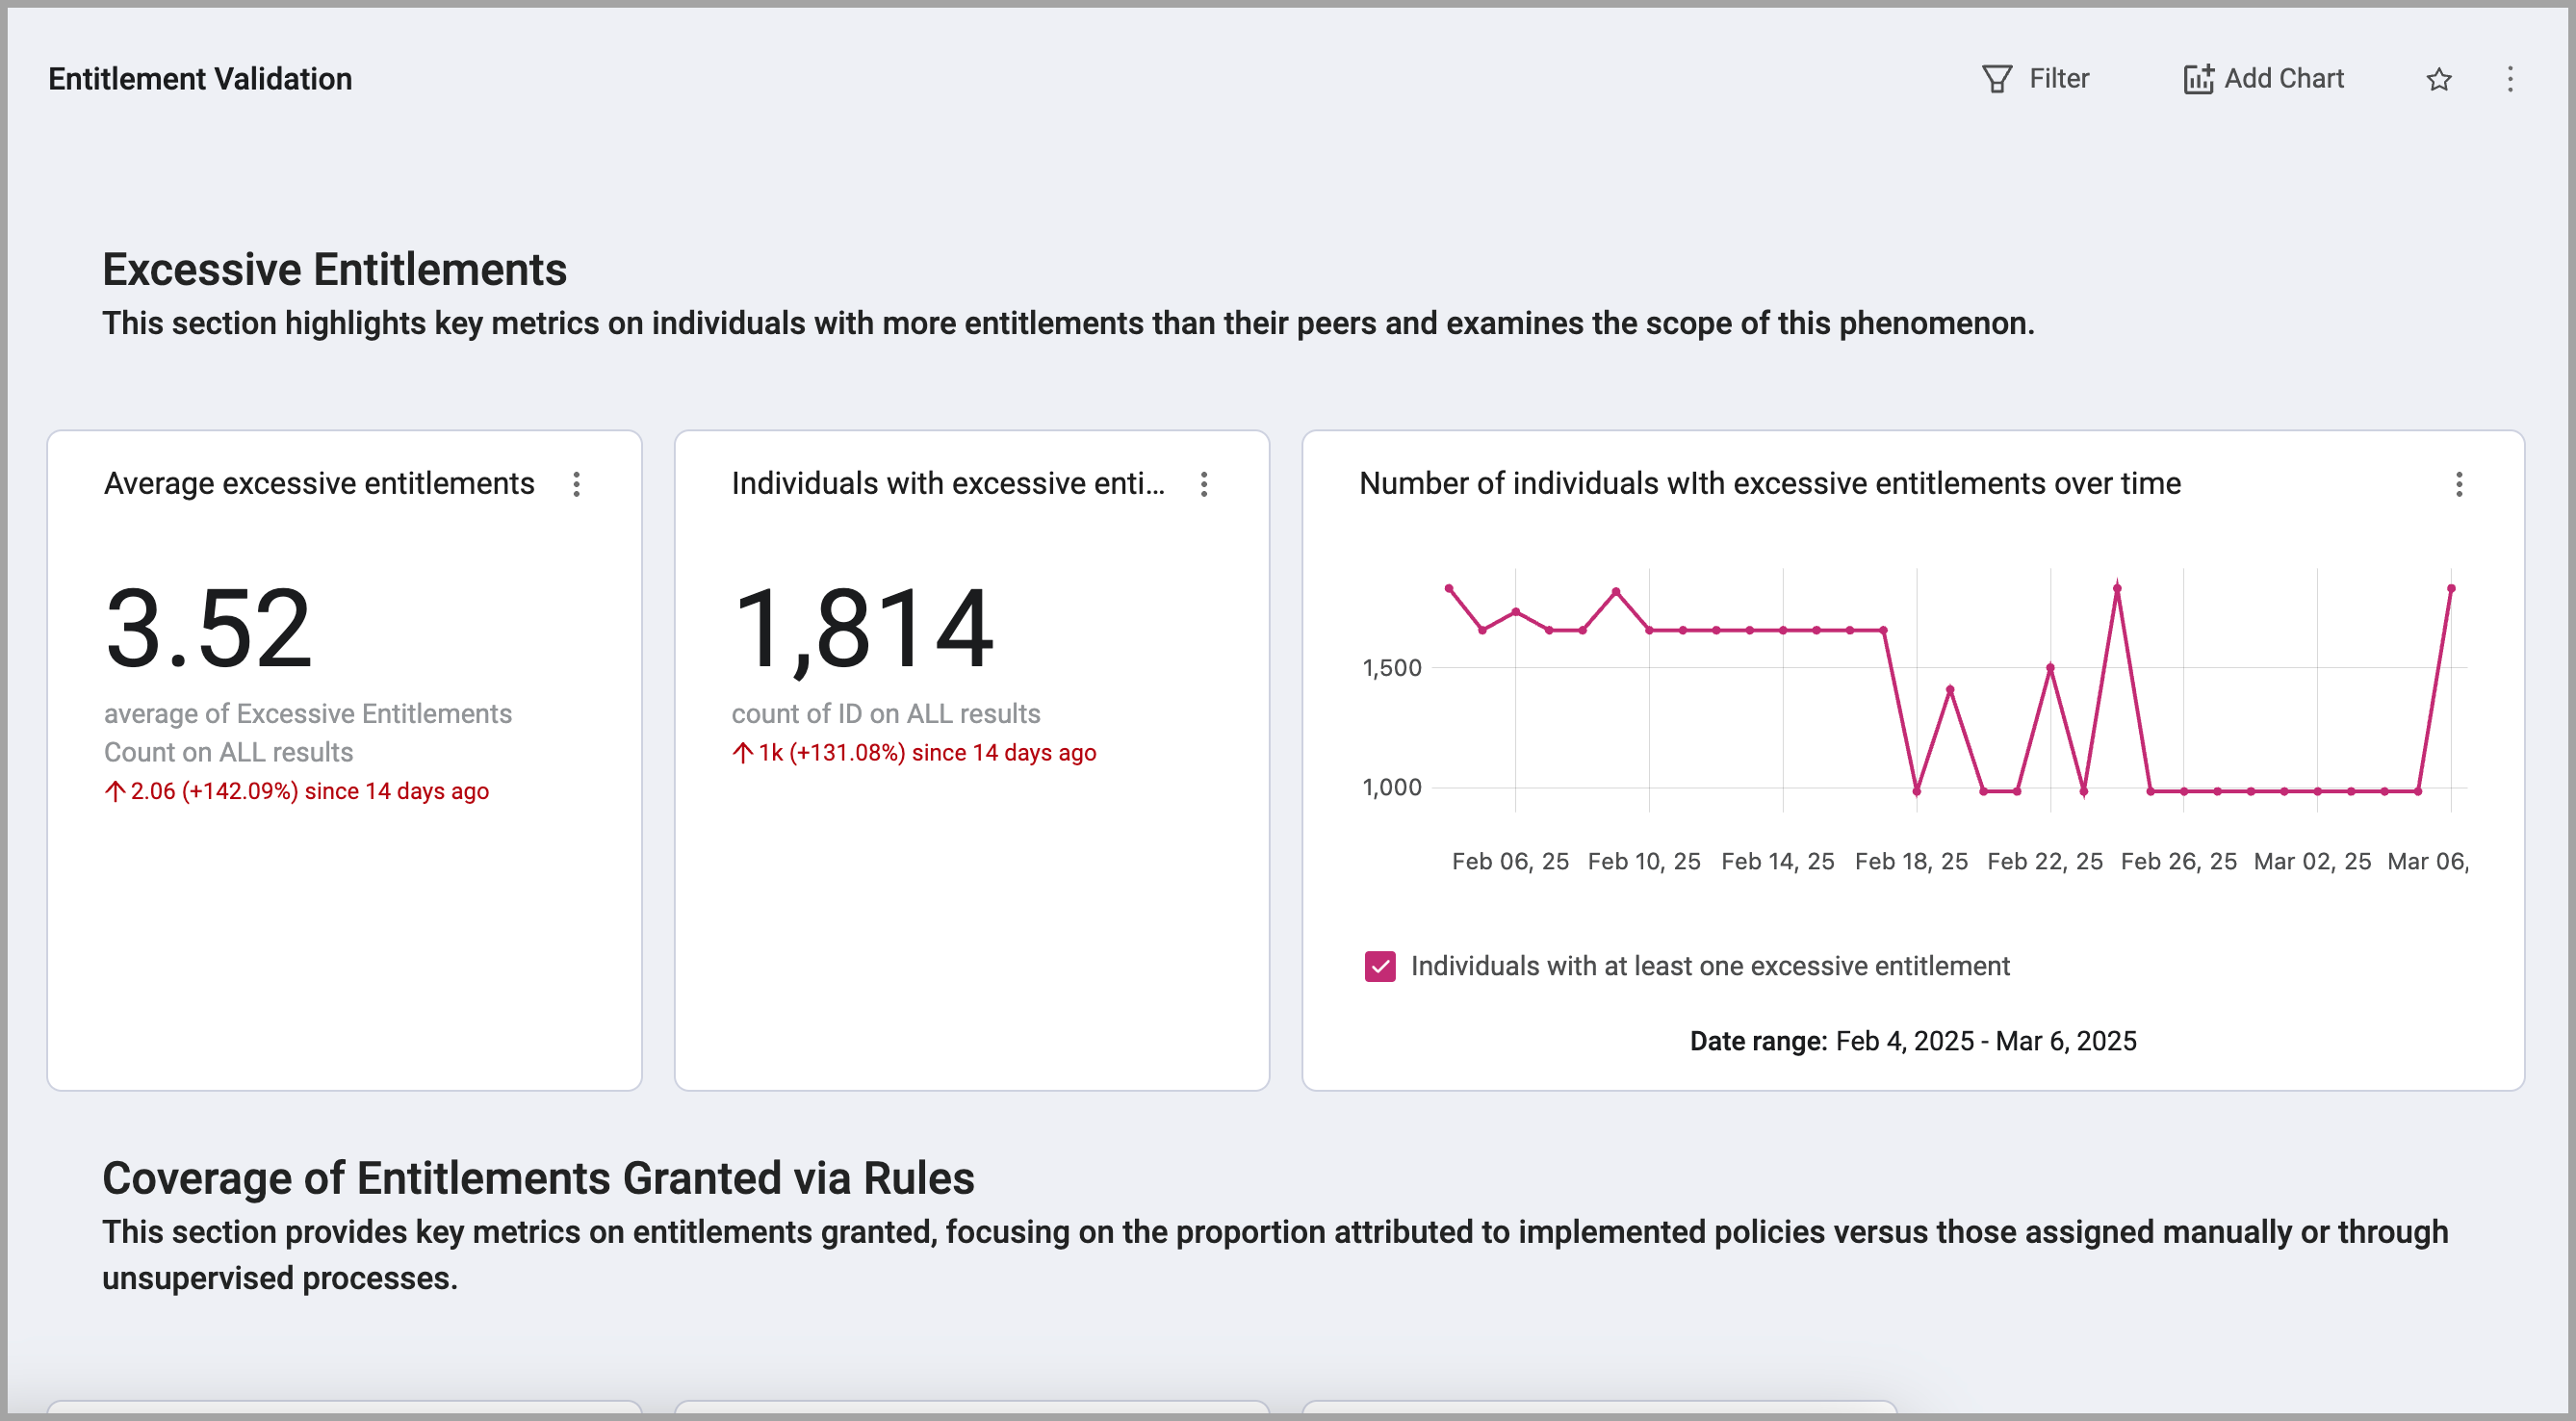 Entitlement Validation
Filter
Add Chart
Excessive Entitlements
This section highlights key metrics on individuals with more entitlements than their peers and examines the scope of this phenomenon.
Average excessive entitlements
3.52
average of Excessive Entitlements
Count on ALL results
2.06 (+142.09%) since 14 days ago
Individuals with excessive enti...
1,814
count of ID on ALL results
1k (+131.08%) since 14 days ago
Number of individuals wIth excessive entitlements over time
1,500
1,000
Feb 06, 25 Feb 10, 25 Feb 14, 25 Feb 18, 25 Feb 22, 25 Feb 26, 25 Mar 02, 25 Mar 06,
Individuals with at least one excessive entitlement
Date range: Feb 4, 2025 - Mar 6, 2025
Coverage of Entitlements Granted via Rules
This section provides key metrics on entitlements granted, focusing on the proportion attributed to implemented policies versus those assigned manually or through
unsupervised processes.